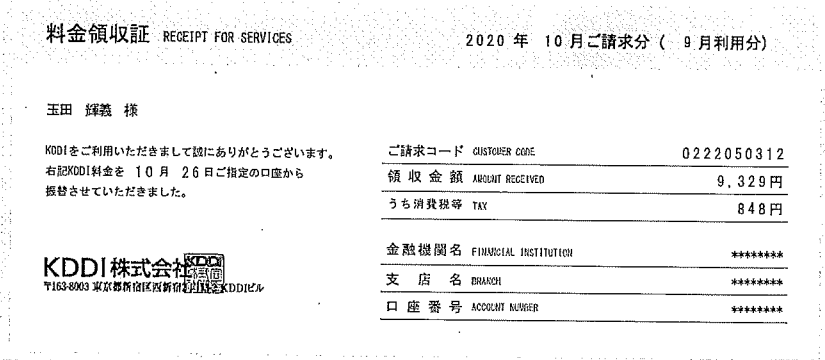 料金領収証 RECEIPT FOR SERVICES
2020 年 10 月ご請求分 ( 9 月利用分)
玉田 輝義 様
KDDIをご利用いただきまして誠にありがとうございます。
右記KDDI料金を 10 月 26 日ご指定の口座から
振替させていただきました。
ご請求コード CUSTOMER CODE 0222050312
領収金額 AMOUNT RECEIVED 9,329円
うち消費税等 TAX 848円
金融機関名 FINANCIAL INSTITUTION ********
支店名 BRANCH ********
口座番号 ACCOUNT NUMBER ********
KDDI株式会社
〒163-8003 東京都新宿区西新宿 KDDIビル